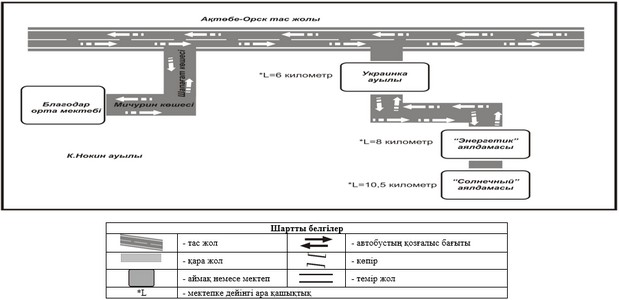 Ақтөбе-Орск тас жолы
Шапағат көшесі
*L=6 километр
Украинка
ауылы
Благодар
орта мектебі
Мичурин көшесі
*L=8 километр
"Энергетик"
аялдамасы
К.Нокин ауылы
*L=10,5 километр
"Солнечный"
аялдамасы
Шартты белгілер
- тас жол
- автобустың қозғалыс бағыты
- қара жол
- көпір
- аймақ немесе мектеп
- темір жол
*L
- мектепке дейінгі ара қашықтық